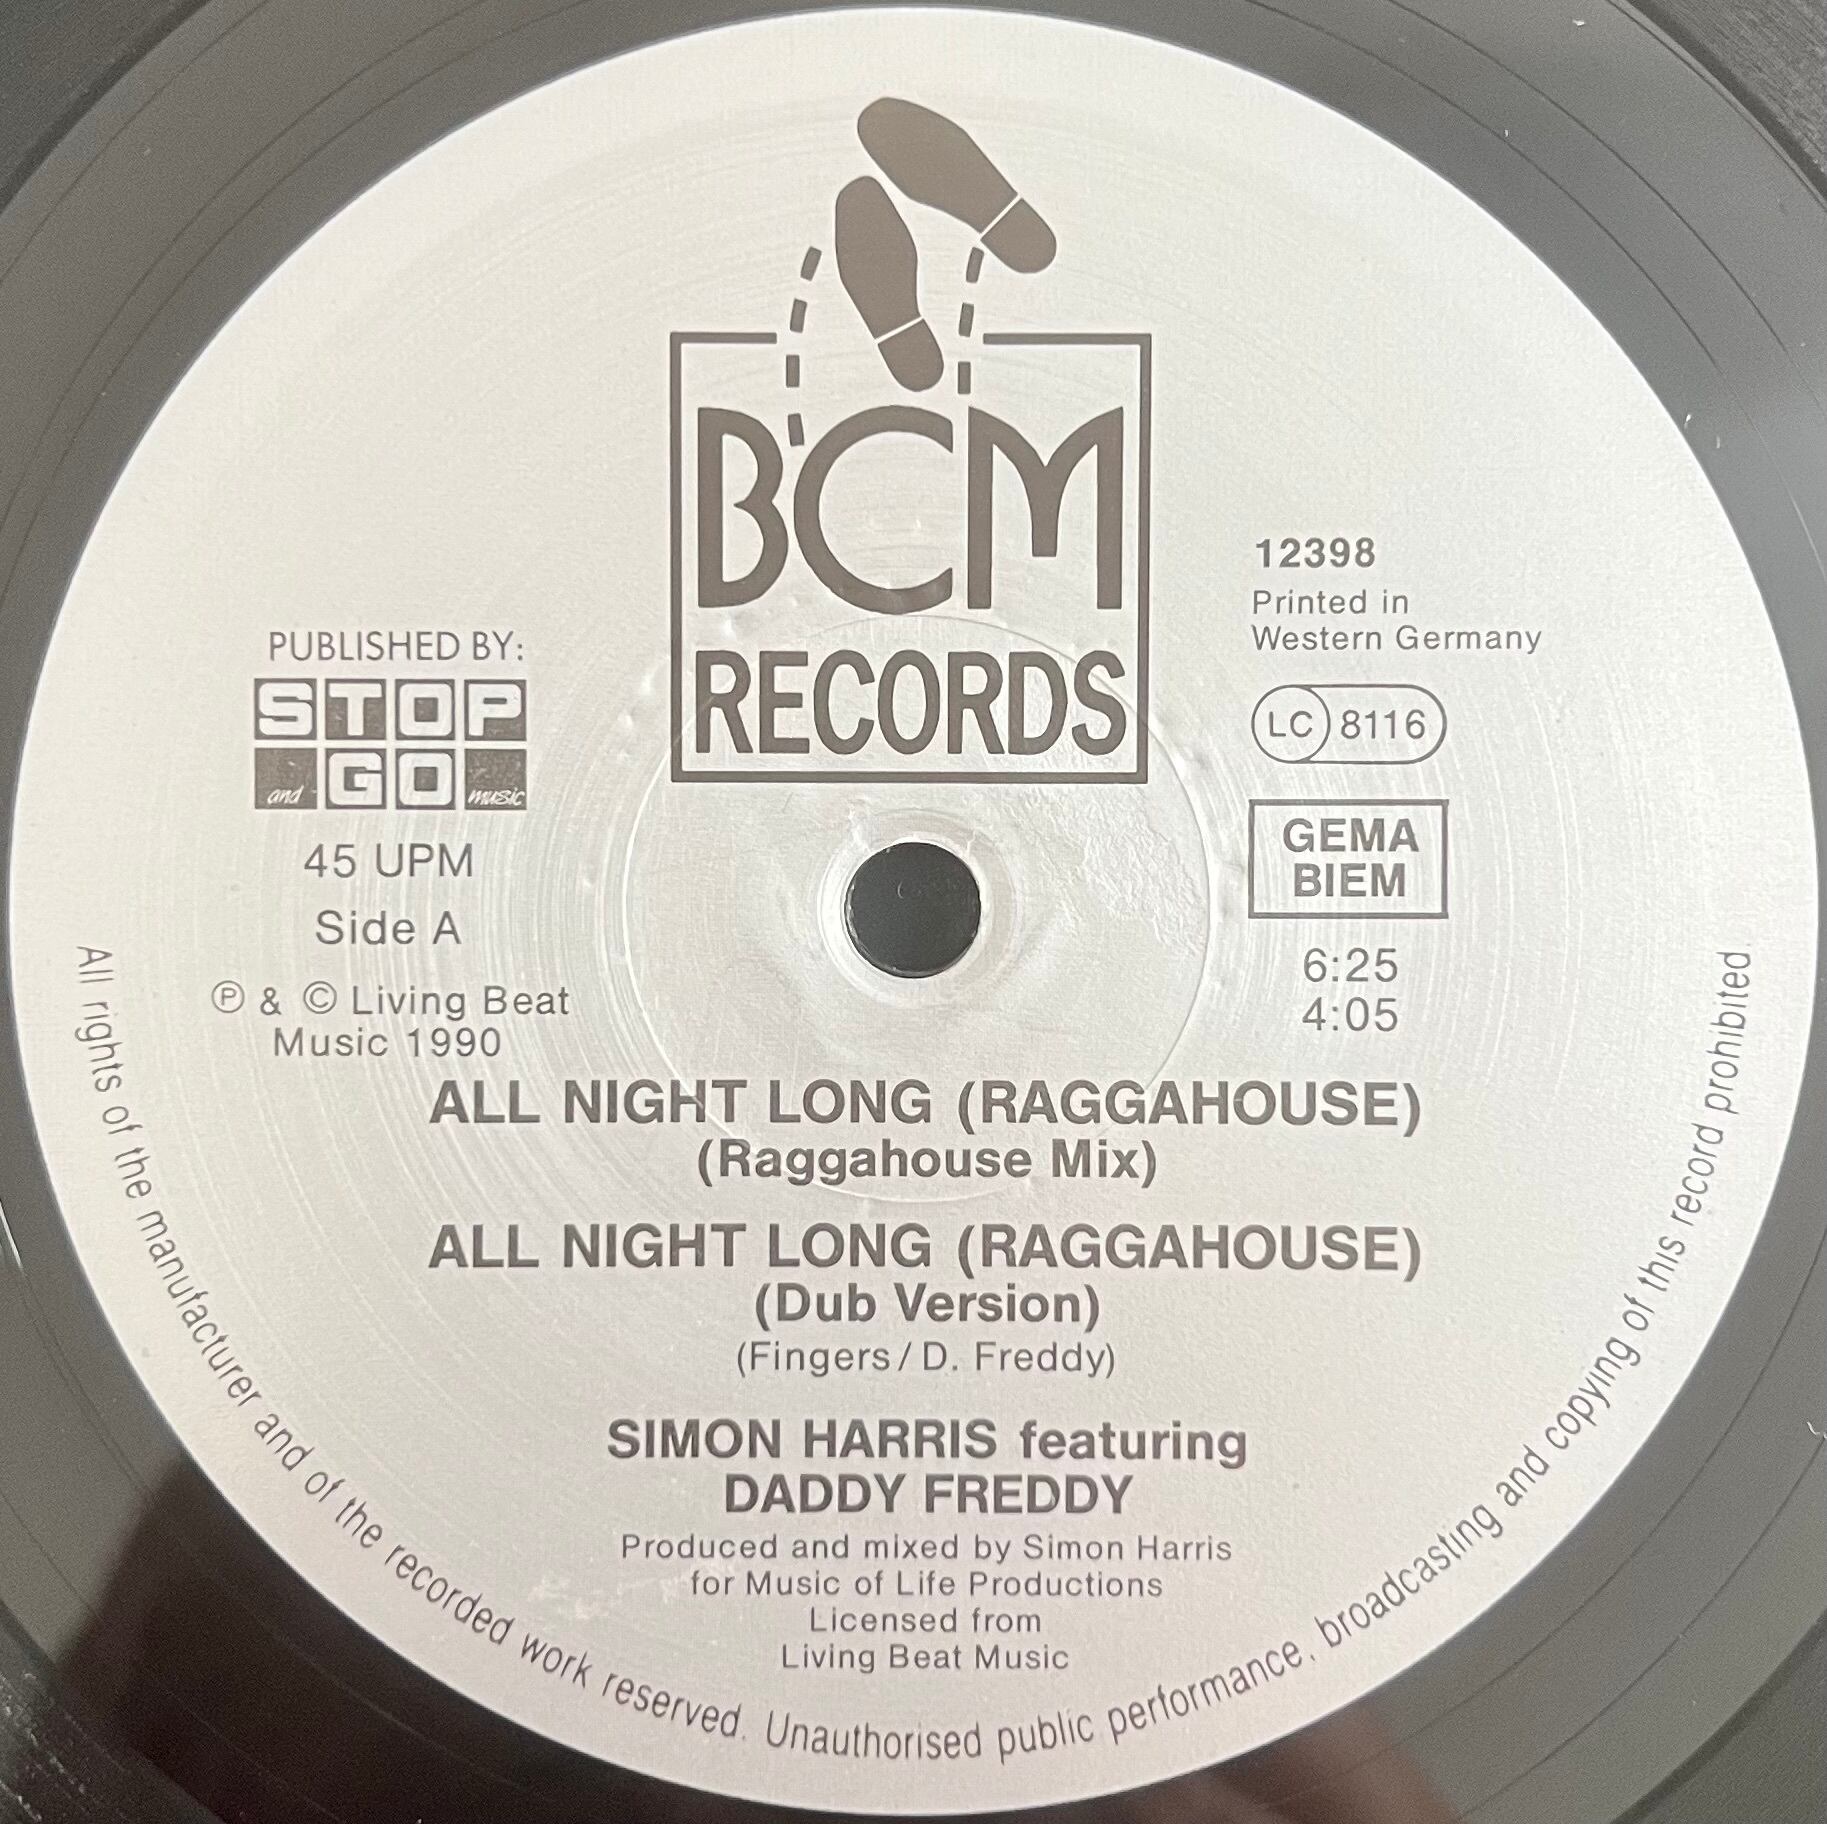 BCM
RECORDS
PUBLISHED BY:
STOP
and GO music
45 UPM
Side A
℗ & © Living Beat
Music 1990
12398
Printed in
Western Germany
LC 8116
GEMA
BIEM
6:25
4:05
ALL NIGHT LONG (RAGGAHOUSE)
(Raggahouse Mix)
ALL NIGHT LONG (RAGGAHOUSE)
(Dub Version)
(Fingers / D. Freddy)
SIMON HARRIS featuring
DADDY FREDDY
Produced and mixed by Simon Harris
for Music of Life Productions
Licensed from
Living Beat Music
All rights of the manufacturer and of the recorded work reserved. Unauthorised public performance, broadcasting and copying of this record prohibited.